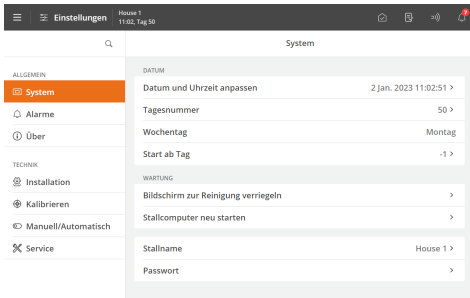 Einstellungen
House 1
11:02, Tag 50
System
ALLGEMEIN
System
Alarme
Über
TECHNIK
Installation
Kalibrieren
Manuell/Automatisch
Service
DATUM
Datum und Uhrzeit anpassen 2 Jan. 2023 11:02:51 >
Tagesnummer 50 >
Wochentag Montag
Start ab Tag -1 >
WARTUNG
Bildschirm zur Reinigung verriegeln >
Stallcomputer neu starten >
Stallname House 1 >
Passwort >